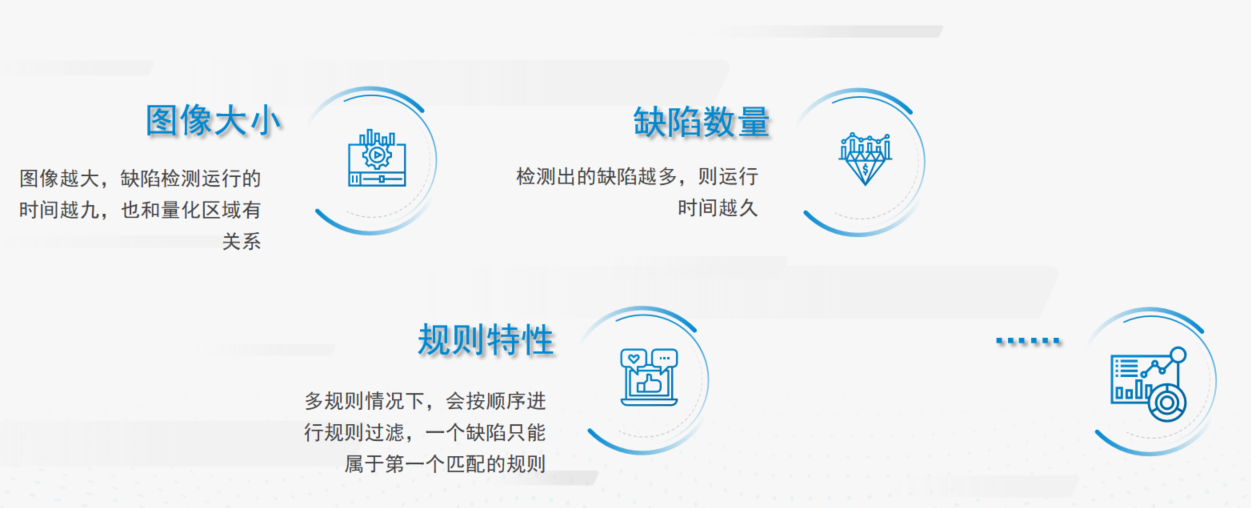 图像大小
图像越大，缺陷检测运行的
时间越九，也和量化区域有
关系
缺陷数量
检测出的缺陷越多，则运行
时间越久
规则特性
多规则情况下，会按顺序进
行规则过滤，一个缺陷只能
属于第一个匹配的规则
……